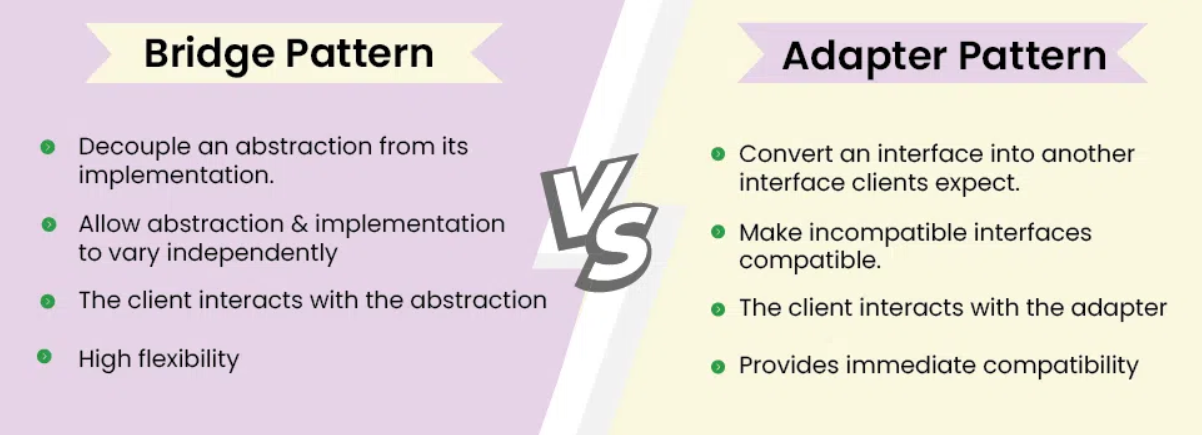 Bridge Pattern
Decouple an abstraction from its
implementation.
Allow abstraction & implementation
to vary independently
The client interacts with the abstraction
High flexibility
VS
Adapter Pattern
Convert an interface into another
interface clients expect.
Make incompatible interfaces
compatible.
The client interacts with the adapter
Provides immediate compatibility